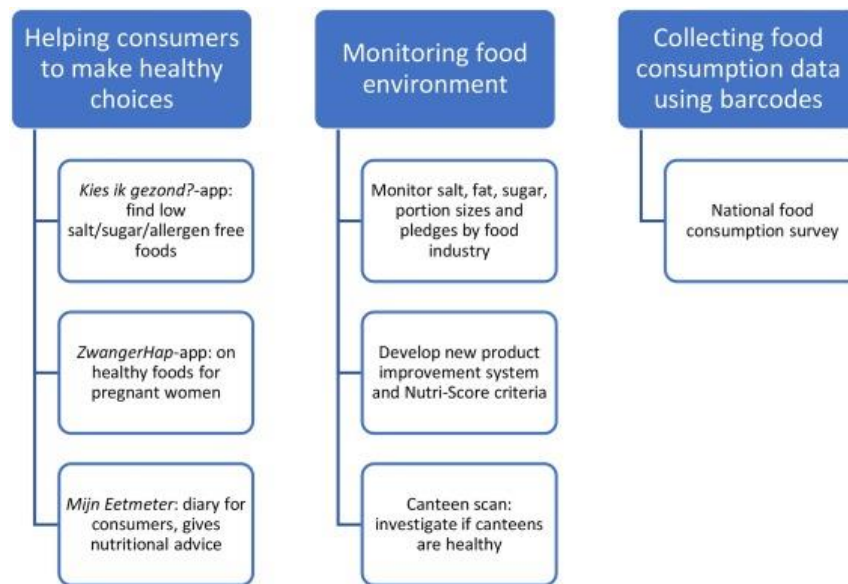 Helping consumers
to make healthy
choices
Kies ik gezond?-app:
find low
salt/sugar/allergen free
foods
ZwangerHap-app: on
healthy foods for
pregnant women
Mijn Eetmeter: diary for
consumers, gives
nutritional advice
Monitoring food
environment
Monitor salt, fat, sugar,
portion sizes and
pledges by food
industry
Develop new product
improvement system
and Nutri-Score criteria
Canteen scan:
investigate if canteens
are healthy
Collecting food
consumption data
using barcodes
National food
consumption survey